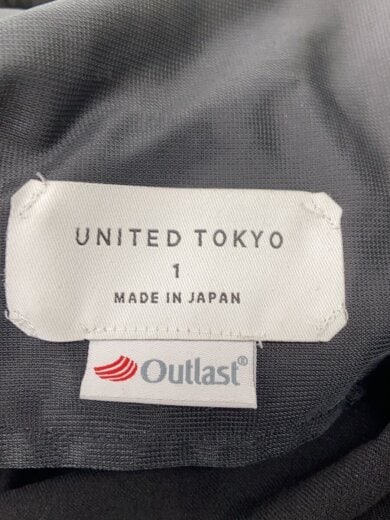 UNITED TOKYO
1
MADE IN JAPAN
Outlast®